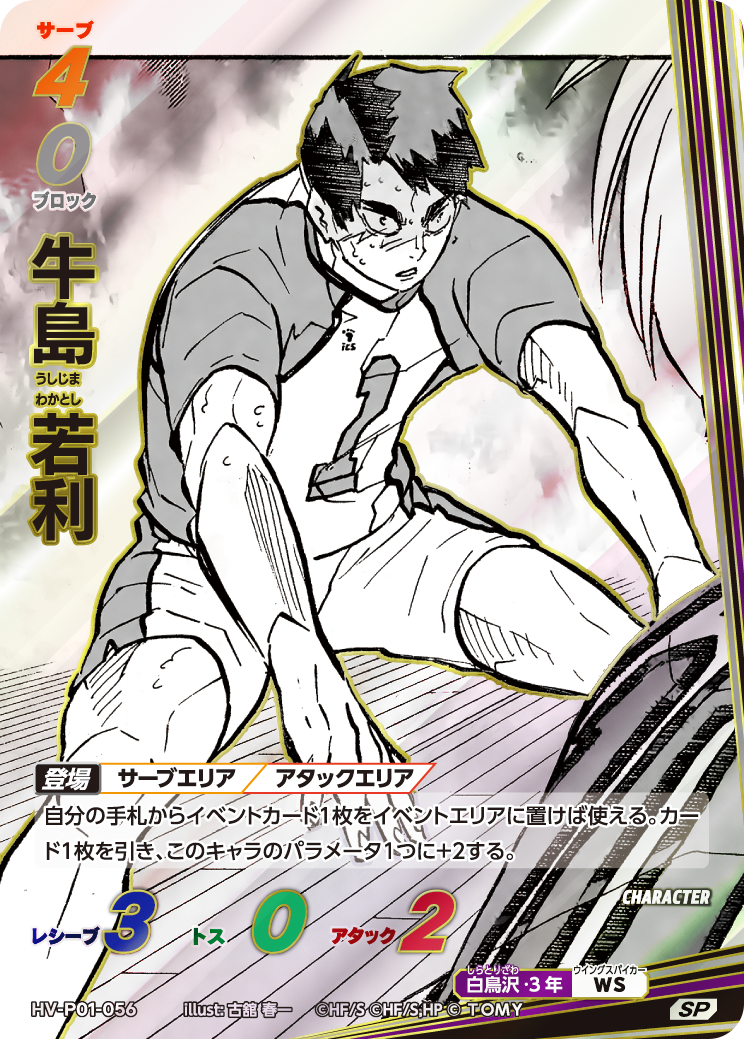 サーブ
4
0
ブロック
牛島
うしじま
わかとし
若利
ics
1
登場 サーブエリア アタックエリア
自分の手札からイベントカード1枚をイベントエリアに置けば使える。カー
ド1枚を引き、このキャラのパラメータ1つに+2する。
CHARACTER
レシーブ 3 トス 0 アタック 2
しらとりざわ ウイングスパイカー
白鳥沢・3年 WS
HV-P01-056 illust: 古舘 春一 ©HF/S ©HF/S,HP © TOMY SP